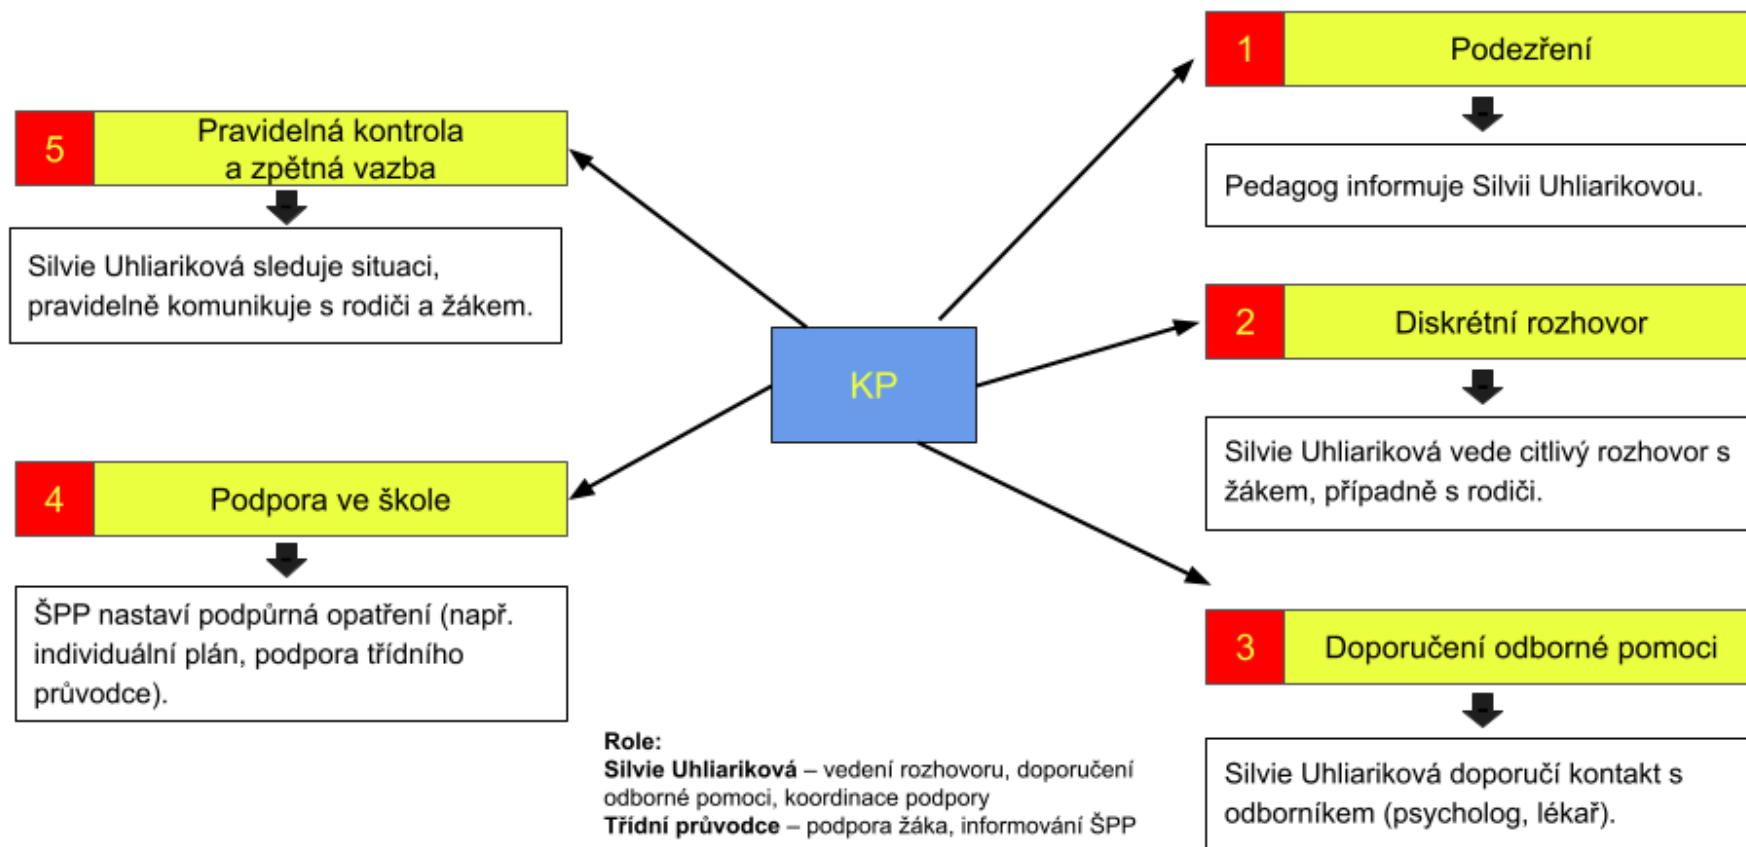 1
Podezření
Pedagog informuje Silvii Uhliarikovou.
2
Diskrétní rozhovor
Silvie Uhliariková vede citlivý rozhovor s
žákem, případně s rodiči.
3
Doporučení odborné pomoci
Silvie Uhliariková doporučí kontakt s
odborníkem (psycholog, lékař).
4
Podpora ve škole
ŠPP nastaví podpůrná opatření (např.
individuální plán, podpora třídního
průvodce).
5
Pravidelná kontrola
a zpětná vazba
Silvie Uhliariková sleduje situaci,
pravidelně komunikuje s rodiči a žákem.
KP
Role:
Silvie Uhliariková – vedení rozhovoru, doporučení
odborné pomoci, koordinace podpory
Třídní průvodce – podpora žáka, informování ŠPP